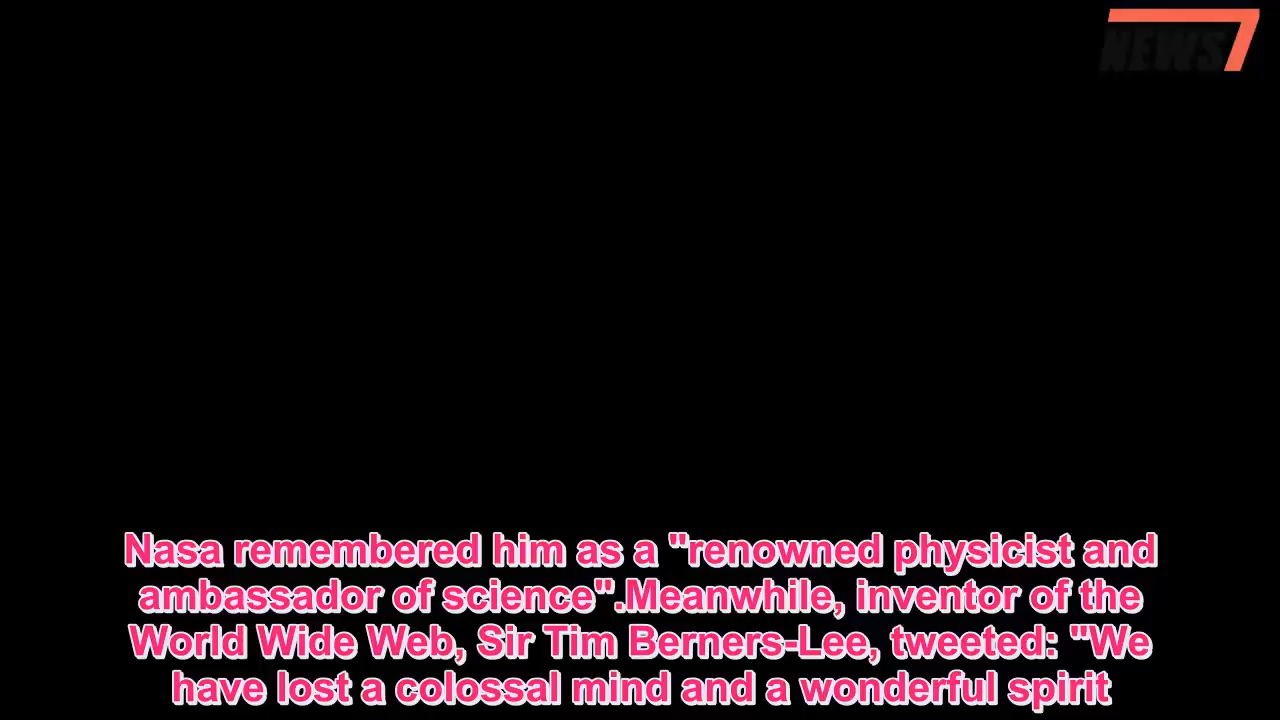 NEWS7
Nasa remembered him as a "renowned physicist and
ambassador of science".Meanwhile, inventor of the
World Wide Web, Sir Tim Berners-Lee, tweeted: "We
have lost a colossal mind and a wonderful spirit